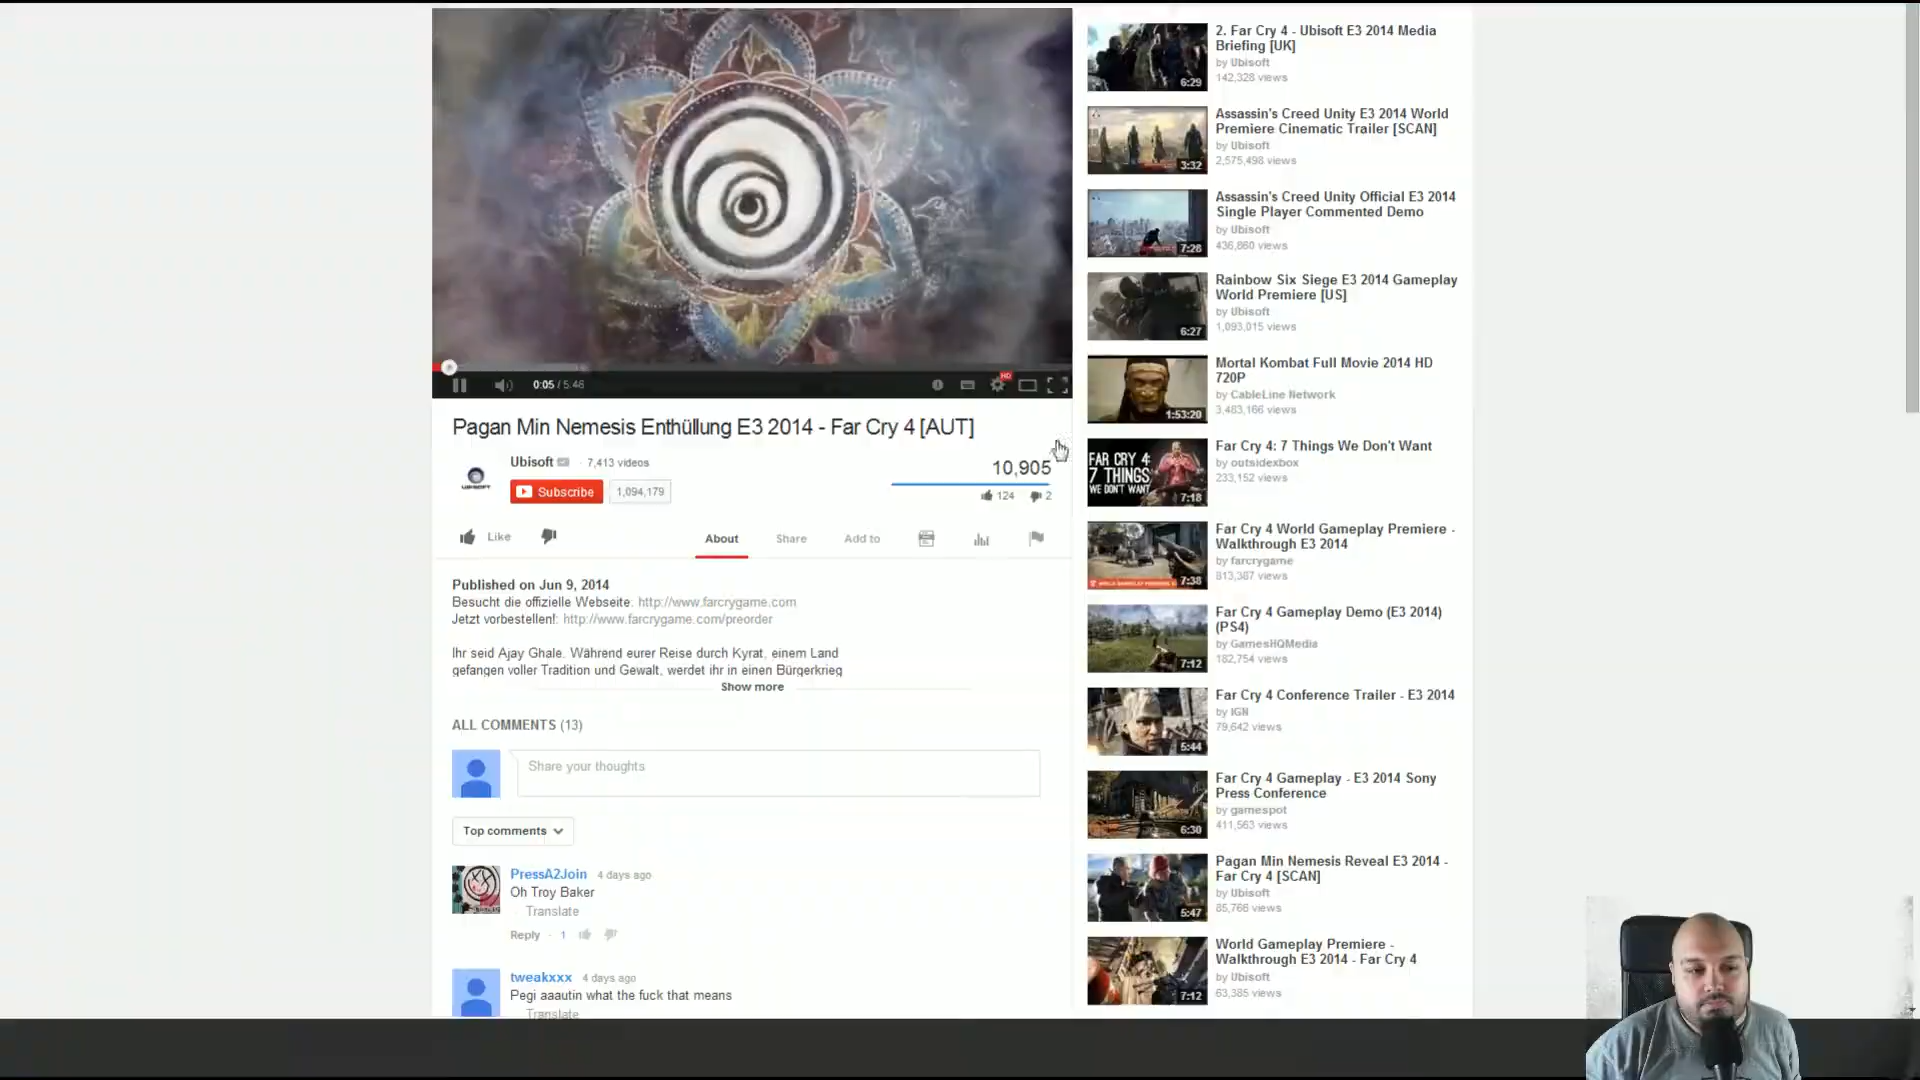 0:05 / 5:46
HD
Pagan Min Nemesis Enthüllung E3 2014 - Far Cry 4 [AUT]
UBISOFT
Ubisoft · 7,413 videos
Subscribe 1,094,179
10,905
124 2
Like
About Share Add to
Published on Jun 9, 2014
Besucht die offizielle Webseite: http://www.farcrygame.com
Jetzt vorbestellen!: http://www.farcrygame.com/preorder
Ihr seid Ajay Ghale. Während eurer Reise durch Kyrat, einem Land
gefangen voller Tradition und Gewalt, werdet ihr in einen Bürgerkrieg
Show more
ALL COMMENTS (13)
Share your thoughts
Top comments
PressA2Join 4 days ago
Oh Troy Baker
Translate
Reply · 1
tweakxxx 4 days ago
Pegi aaautin what the fuck that means
Translate
2. Far Cry 4 - Ubisoft E3 2014 Media
Briefing [UK]
by Ubisoft
142,328 views
6:29
Assassin's Creed Unity E3 2014 World
Premiere Cinematic Trailer [SCAN]
by Ubisoft
2,575,498 views
3:32
Assassin's Creed Unity Official E3 2014
Single Player Commented Demo
by Ubisoft
436,860 views
7:28
Rainbow Six Siege E3 2014 Gameplay
World Premiere [US]
by Ubisoft
1,093,015 views
6:27
Mortal Kombat Full Movie 2014 HD
720P
by CableLine Network
3,483,166 views
1:53:20
FAR CRY 4:
7 THINGS
WE DON'T WANT
7:18
Far Cry 4: 7 Things We Don't Want
by outsidexbox
233,152 views
Far Cry 4 World Gameplay Premiere -
Walkthrough E3 2014
by farcrygame
813,387 views
7:38
Far Cry 4 Gameplay Demo (E3 2014)
(PS4)
by GamesHQMedia
182,754 views
7:12
Far Cry 4 Conference Trailer - E3 2014
by IGN
79,642 views
5:44
Far Cry 4 Gameplay - E3 2014 Sony
Press Conference
by gamespot
411,563 views
6:30
Pagan Min Nemesis Reveal E3 2014 -
Far Cry 4 [SCAN]
by Ubisoft
85,766 views
5:47
World Gameplay Premiere -
Walkthrough E3 2014 - Far Cry 4
by Ubisoft
63,385 views
7:12